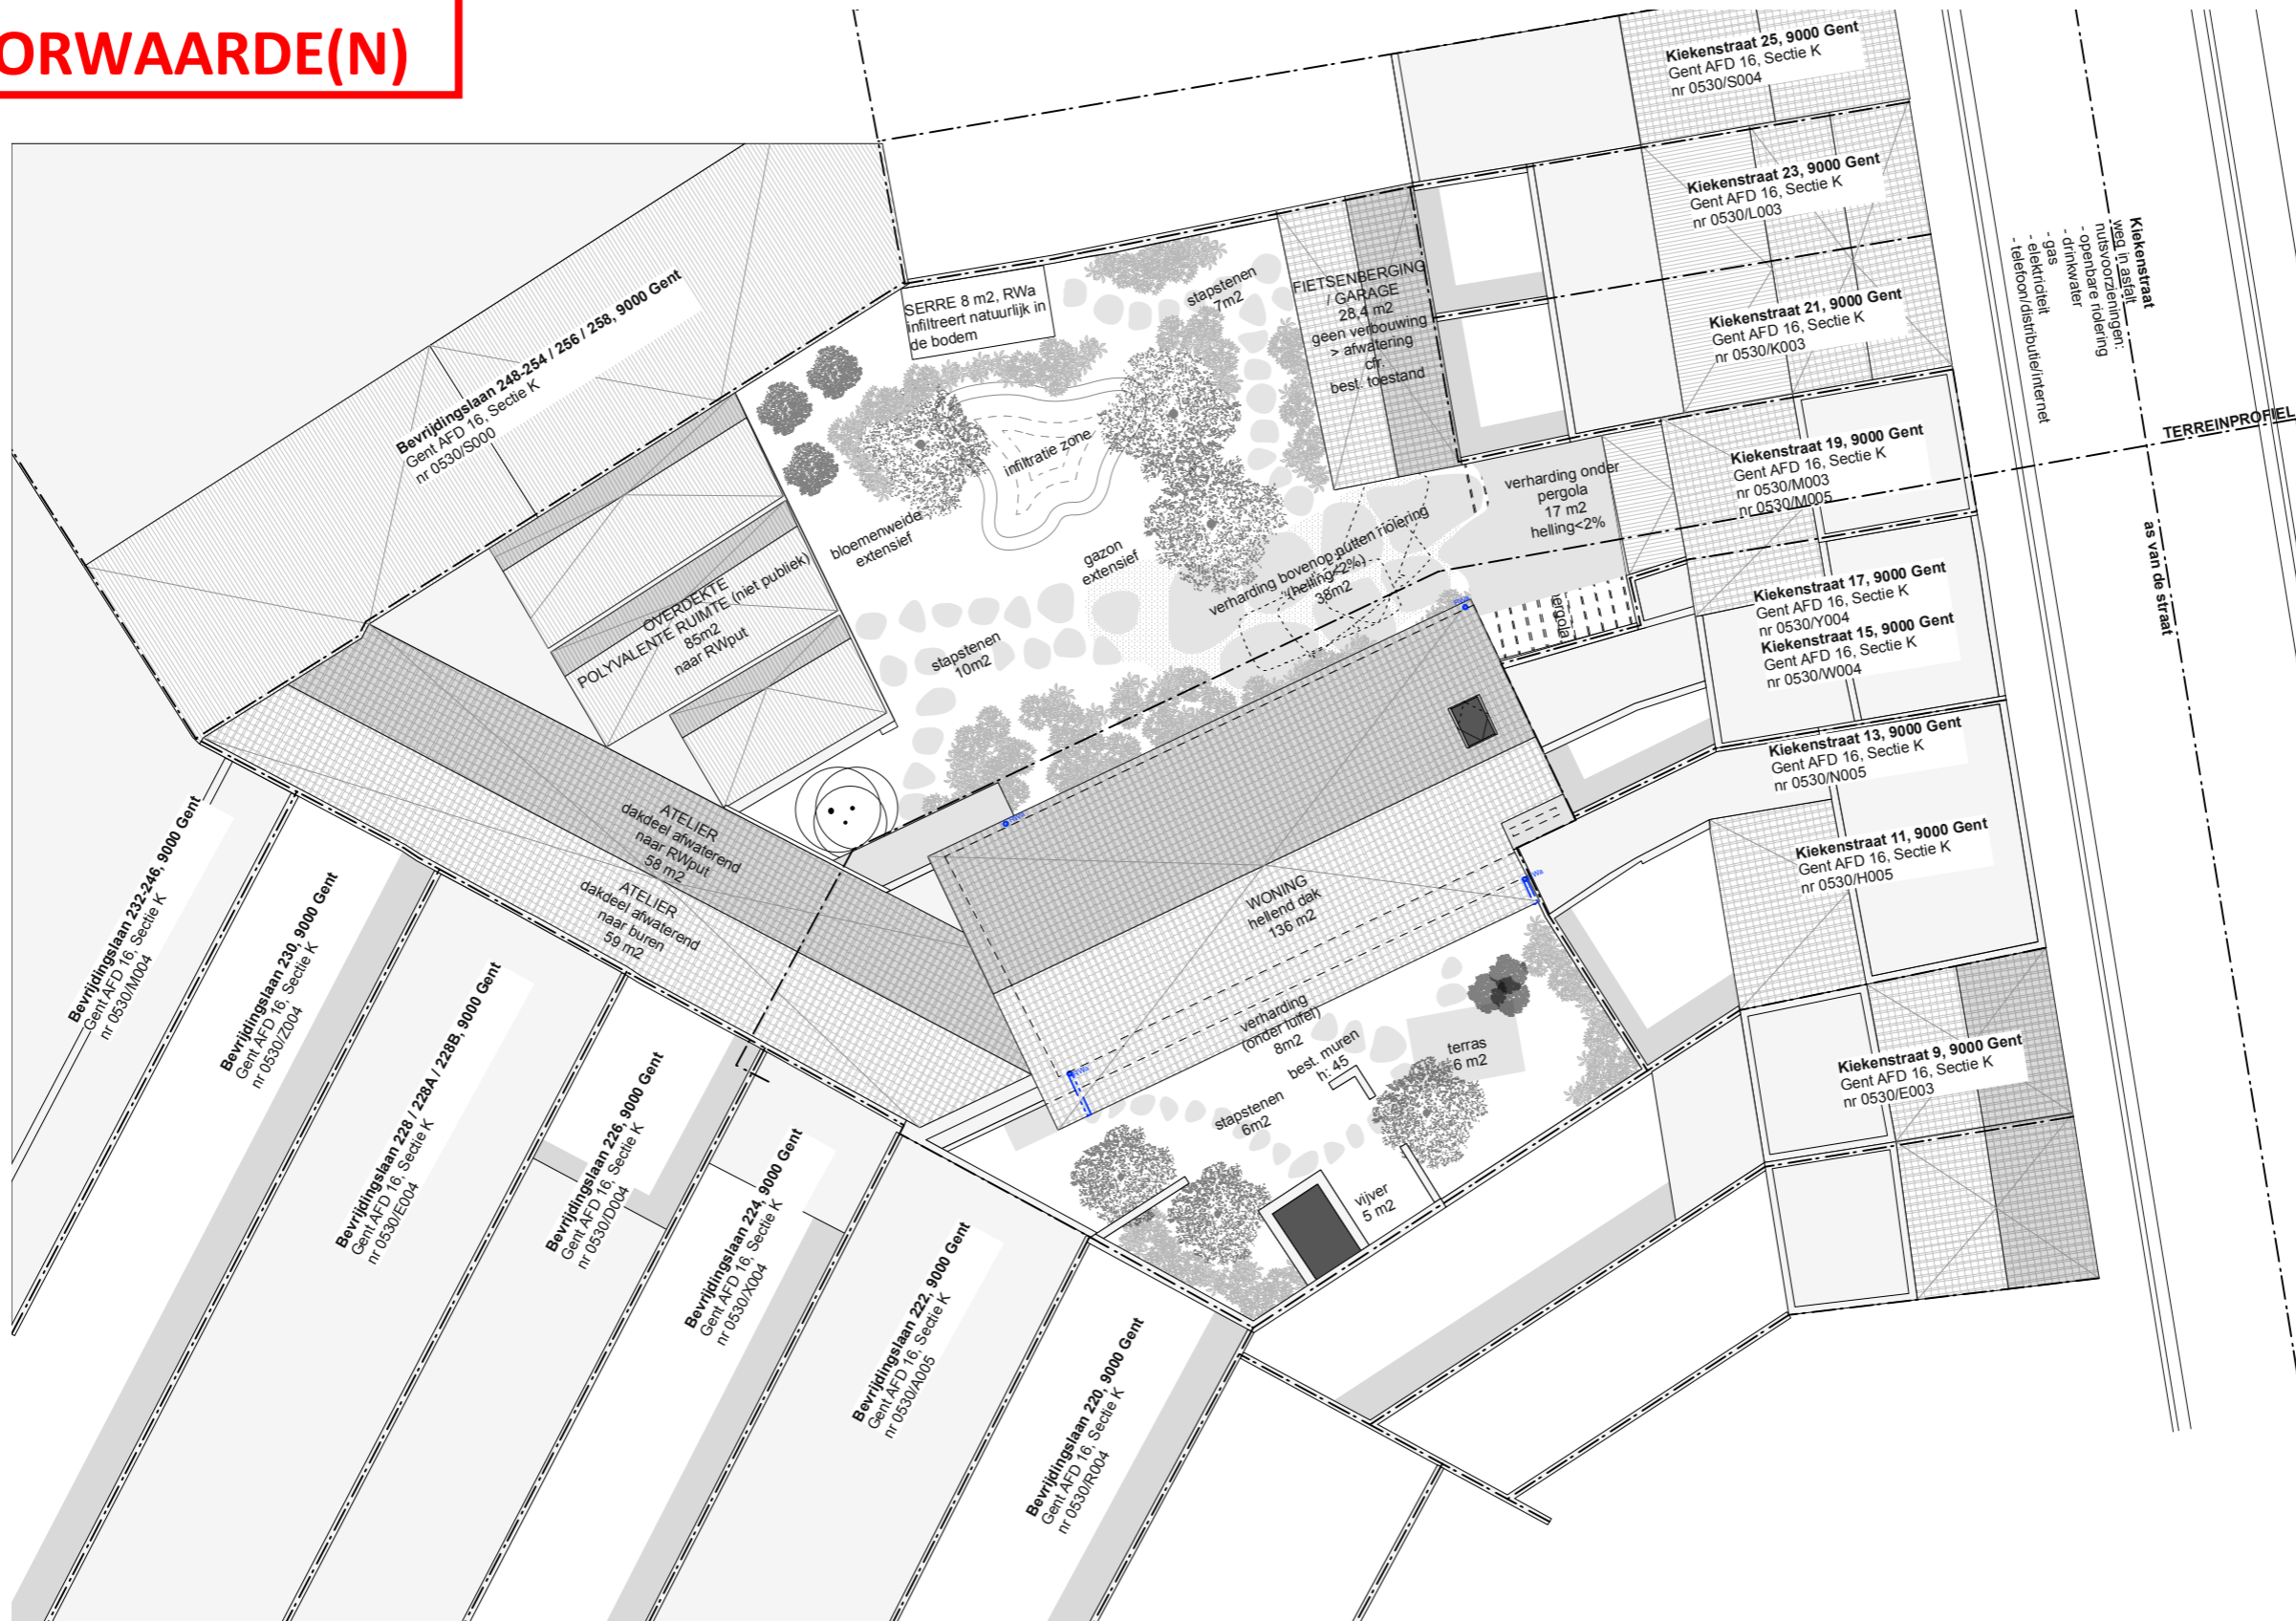 ORWAARDE(N)
Kiekenstraat 25, 9000 Gent
Gent AFD 16, Sectie K
nr 0530/S004
Kiekenstraat 23, 9000 Gent
Gent AFD 16, Sectie K
nr 0530/L003
Kiekenstraat 21, 9000 Gent
Gent AFD 16, Sectie K
nr 0530/K003
Kiekenstraat 19, 9000 Gent
Gent AFD 16, Sectie K
nr 0530/M003
nr 0530/M005
Kiekenstraat 17, 9000 Gent
Gent AFD 16, Sectie K
nr 0530/Y004
Kiekenstraat 15, 9000 Gent
Gent AFD 16, Sectie K
nr 0530/W004
Kiekenstraat 13, 9000 Gent
Gent AFD 16, Sectie K
nr 0530/N005
Kiekenstraat 11, 9000 Gent
Gent AFD 16, Sectie K
nr 0530/H005
Kiekenstraat 9, 9000 Gent
Gent AFD 16, Sectie K
nr 0530/E003
Kiekenstraat
weg in asfalt
nutsvoorzieningen:
- openbare riolering
- drinkwater
- gas
- elektriciteit
- telefoon/distributie/internet
TERREINPROFIEL
as van de straat
SERRE 8 m2, RWa
infiltreert natuurlijk in
de bodem
stapstenen
7m2
FIETSENBERGING
/ GARAGE
28,4 m2
geen verbouwing
> afwatering
cfr.
best. toestand
infiltratie zone
bloemenweide
extensief
gazon
extensief
verharding bovenop putten riolering
(helling<2%)
38m2
verharding onder
pergola
17 m2
helling<2%
pergola
stapstenen
10m2
OVERDEKTE
POLYVALENTE RUIMTE (niet publiek)
85m2
naar RWput
Bevrijdingslaan 248-254 / 256 / 258, 9000 Gent
Gent AFD 16, Sectie K
nr 0530/S000
ATELIER
dakdeel afwaterend
naar RWput
58 m2
ATELIER
dakdeel afwaterend
naar buren
59 m2
WONING
hellend dak
136 m2
RWa
RWa
RWa
RWa
verharding
(onder luifel)
8m2
best. muren
h: 45
terras
6 m2
stapstenen
6m2
vijver
5 m2
Bevrijdingslaan 232-246, 9000 Gent
Gent AFD 16, Sectie K
nr 0530/M004
Bevrijdingslaan 230, 9000 Gent
Gent AFD 16, Sectie K
nr 0530/Z004
Bevrijdingslaan 228 / 228A / 228B, 9000 Gent
Gent AFD 16, Sectie K
nr 0530/E004
Bevrijdingslaan 226, 9000 Gent
Gent AFD 16, Sectie K
nr 0530/D004
Bevrijdingslaan 224, 9000 Gent
Gent AFD 16, Sectie K
nr 0530/X004
Bevrijdingslaan 222, 9000 Gent
Gent AFD 16, Sectie K
nr 0530/A005
Bevrijdingslaan 220, 9000 Gent
Gent AFD 16, Sectie K
nr 0530/R004